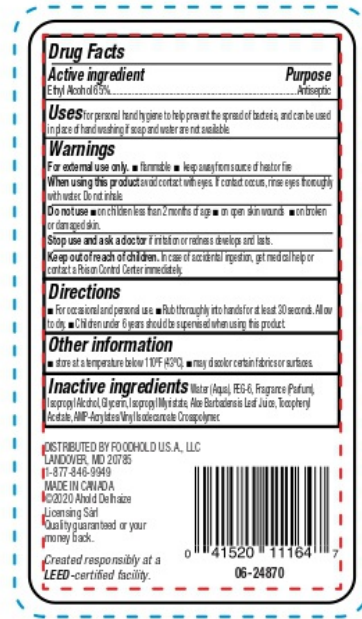 Drug Facts
Active ingredient Purpose
Ethyl Alcohol 65%................................................Antiseptic
Uses for personal hand hygiene to help prevent the spread of bacteria, and can be used
in place of hand washing if soap and water are not available.
Warnings
For external use only. ■ flammable ■ keep away from source of heat or fire
When using this product avoid contact with eyes. If contact occurs, rinse eyes thoroughly
with water. Do not inhale.
Do not use ■ on children less than 2 months of age ■ on open skin wounds ■ on broken
or damaged skin.
Stop use and ask a doctor if irritation or redness develops and lasts.
Keep out of reach of children. In case of accidental ingestion, get medical help or
contact a Poison Control Center immediately.
Directions
■ For occasional and personal use. ■ Rub thoroughly into hands for at least 30 seconds. Allow
to dry. ■ Children under 6 years should be supervised when using this product.
Other information
■ store at a temperature below 110°F (43°C). ■ may discolor certain fabrics or surfaces.
Inactive ingredients Water (Aqua), PEG-6, Fragrance (Parfum),
Isopropyl Alcohol, Glycerin, Isopropyl Myristate, Aloe Barbadensis Leaf Juice, Tocopheryl
Acetate, AMP-Acrylates/Vinyl Isodecanoate Crosspolymer.
DISTRIBUTED BY FOODHOLD U.S.A., LLC
LANDOVER, MD 20785
1-877-846-9949
MADE IN CANADA
©2020 Ahold Delhaize
Licensing Sàrl
Quality guaranteed or your
money back.
Created responsibly at a
LEED-certified facility.
0 41520 11164 7
06-24870